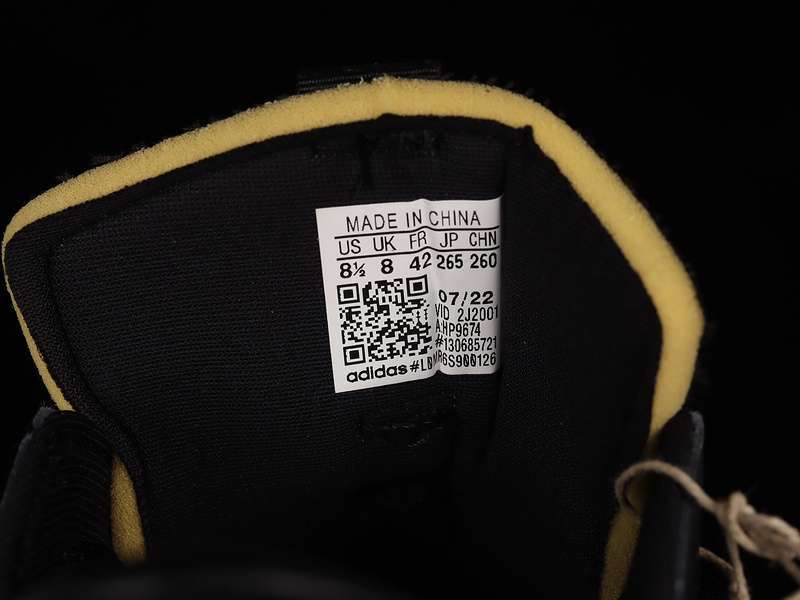 MADE IN CHINA
US UK FR JP CHN
8½ 8 42 265 260
07/22
VID 2J2001
A:HP9674
#130685721
adidas